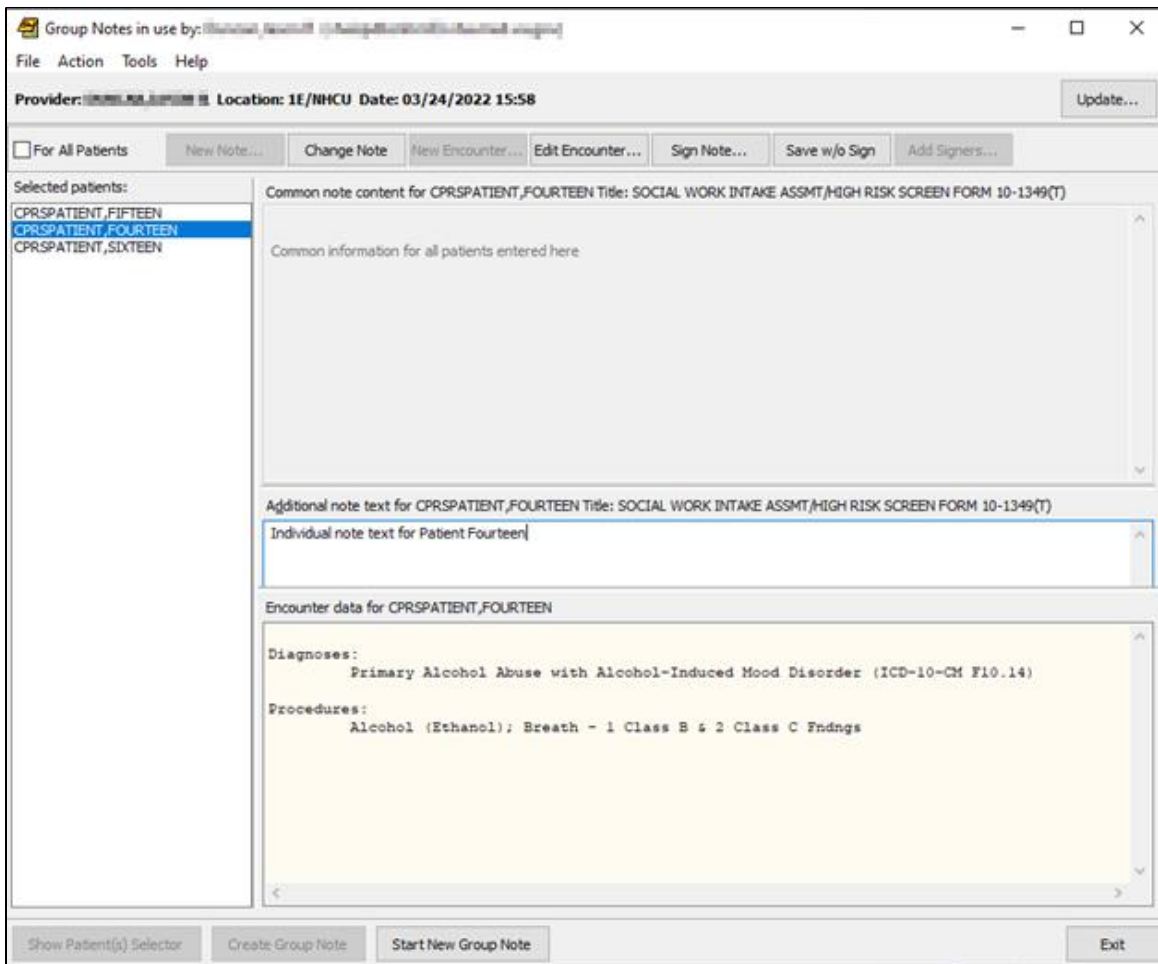 Group Notes in use by:
File Action Tools Help
Provider: Location: 1E/NHCU Date: 03/24/2022 15:58
Update...
For All Patients New Note... Change Note New Encounter... Edit Encounter... Sign Note... Save w/o Sign Add Signers...
Selected patients:
CPRSPATIENT,FIFTEEN
CPRSPATIENT,FOURTEEN
CPRSPATIENT,SIXTEEN
Common note content for CPRSPATIENT,FOURTEEN Title: SOCIAL WORK INTAKE ASSMT/HIGH RISK SCREEN FORM 10-1349(T)
Common information for all patients entered here
Additional note text for CPRSPATIENT,FOURTEEN Title: SOCIAL WORK INTAKE ASSMT/HIGH RISK SCREEN FORM 10-1349(T)
Individual note text for Patient Fourteen
Encounter data for CPRSPATIENT,FOURTEEN
Diagnoses:
Primary Alcohol Abuse with Alcohol-Induced Mood Disorder (ICD-10-CM F10.14)
Procedures:
Alcohol (Ethanol); Breath - 1 Class B & 2 Class C Fndngs
Show Patient(s) Selector Create Group Note Start New Group Note Exit